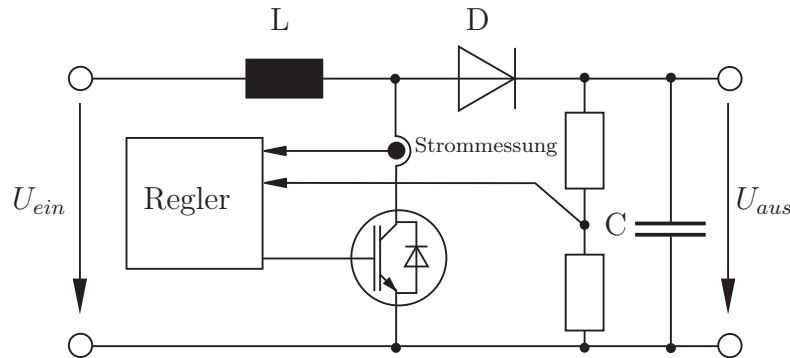 L
D
Strommessung
Regler
U_ein
U_aus
C